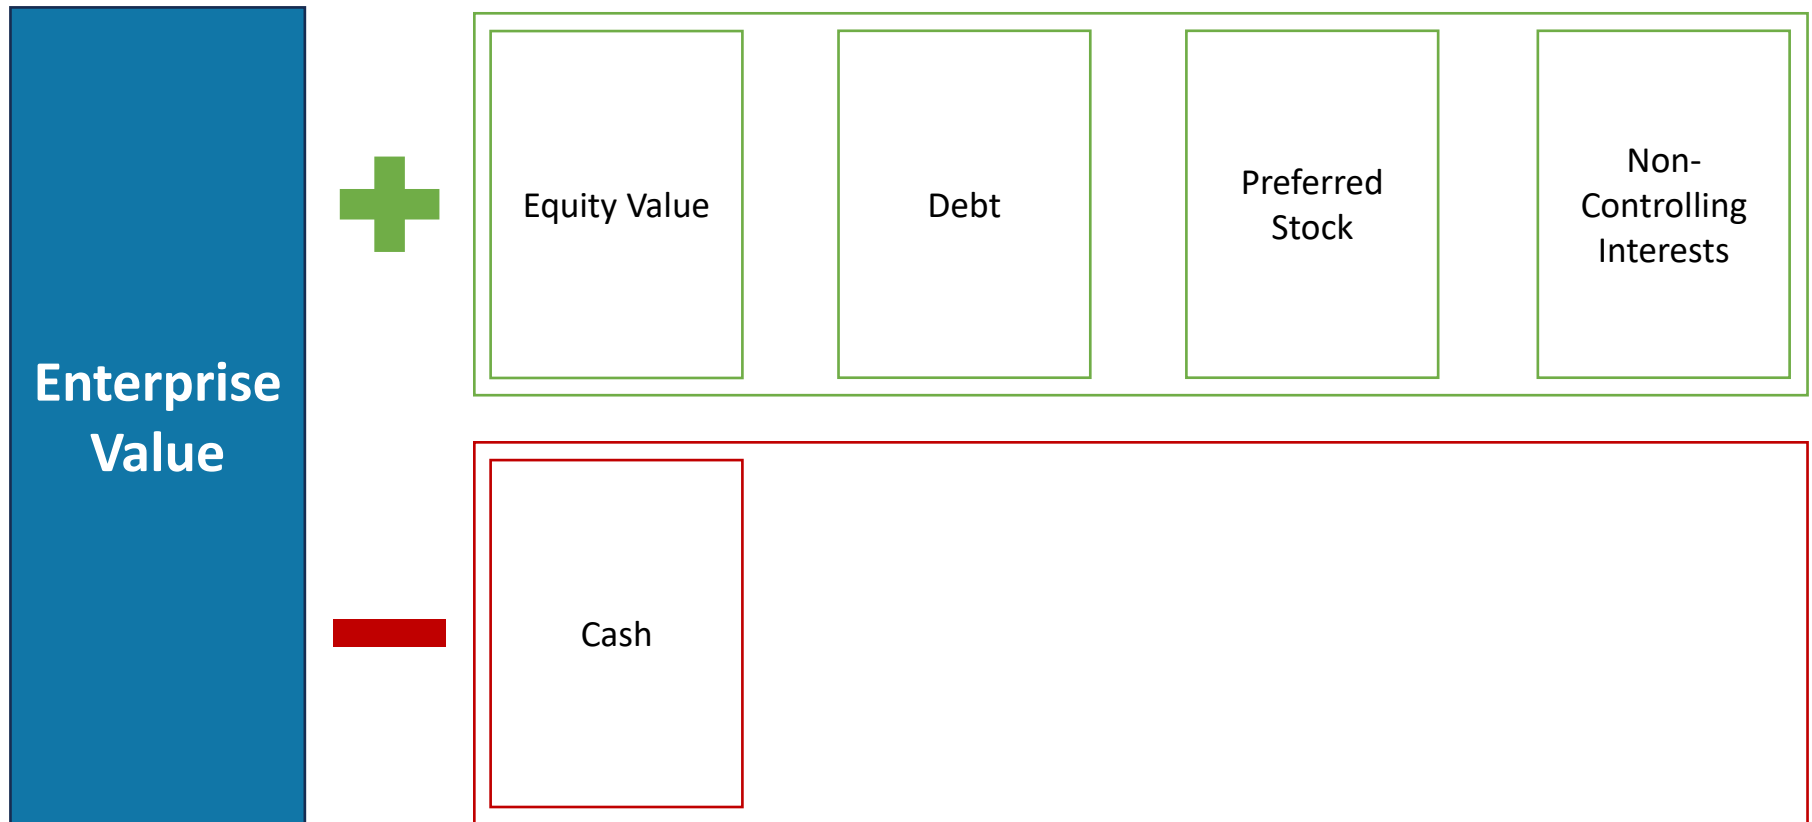 Enterprise
Value
Equity Value
Debt
Preferred
Stock
Non-
Controlling
Interests
Cash